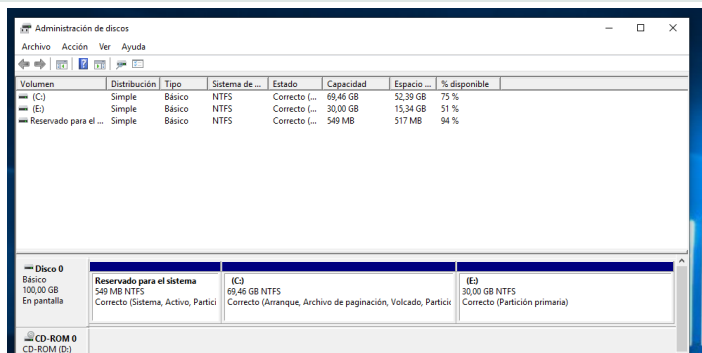 Administración de discos
Archivo Acción Ver Ayuda
Volumen Distribución Tipo Sistema de ... Estado Capacidad Espacio ... % disponible
(C:) Simple Básico NTFS Correcto (... 69,46 GB 52,39 GB 75 %
(E:) Simple Básico NTFS Correcto (... 30,00 GB 15,34 GB 51 %
Reservado para el ... Simple Básico NTFS Correcto (... 549 MB 517 MB 94 %
Disco 0
Básico
100,00 GB
En pantalla
Reservado para el sistema
549 MB NTFS
Correcto (Sistema, Activo, Partici
(C:)
69,46 GB NTFS
Correcto (Arranque, Archivo de paginación, Volcado, Partici
(E:)
30,00 GB NTFS
Correcto (Partición primaria)
CD-ROM 0
CD-ROM (D:)